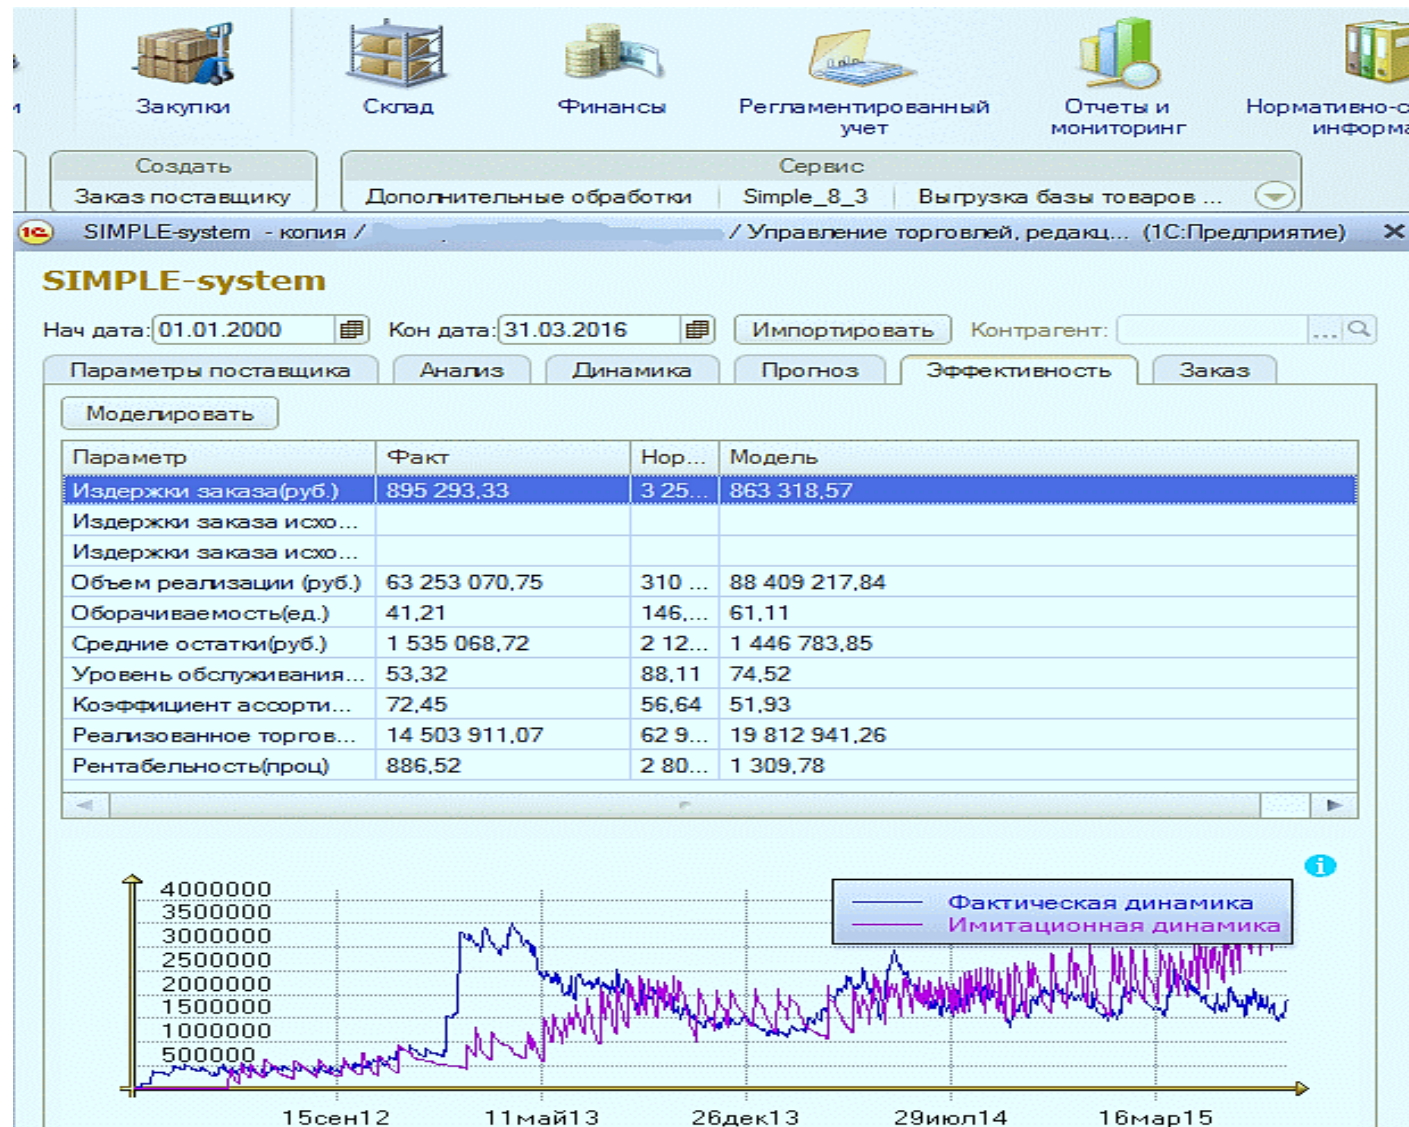 и Закупки Склад Финансы Регламентированный учет Отчеты и мониторинг Нормативно-с информа
Создать Сервис
Заказ поставщику Дополнительные обработки Simple_8_3 Выгрузка базы товаров ...
SIMPLE-system - копия / / Управление торговлей, редакц... (1С:Предприятие)
SIMPLE-system
Нач дата: 01.01.2000 Кон дата: 31.03.2016 Импортировать Контрагент: ...
Параметры поставщика Анализ Динамика Прогноз Эффективность Заказ
Моделировать
Параметр Факт Нор... Модель
Издержки заказа(руб.) 895 293,33 3 25... 863 318,57
Издержки заказа исхо...
Издержки заказа исхо...
Объем реализации (руб.) 63 253 070,75 310 ... 88 409 217,84
Оборачиваемость(ед.) 41,21 146,... 61,11
Средние остатки(руб.) 1 535 068,72 2 12... 1 446 783,85
Уровень обслуживания... 53,32 88,11 74,52
Коэффициент ассорти... 72,45 56,64 51,93
Реализованное торгов... 14 503 911,07 62 9... 19 812 941,26
Рентабельность(проц) 886,52 2 80... 1 309,78
4000000
3500000
3000000
2500000
2000000
1500000
1000000
500000
Фактическая динамика
Имитационная динамика
15сен12 11май13 26дек13 29июл14 16мар15